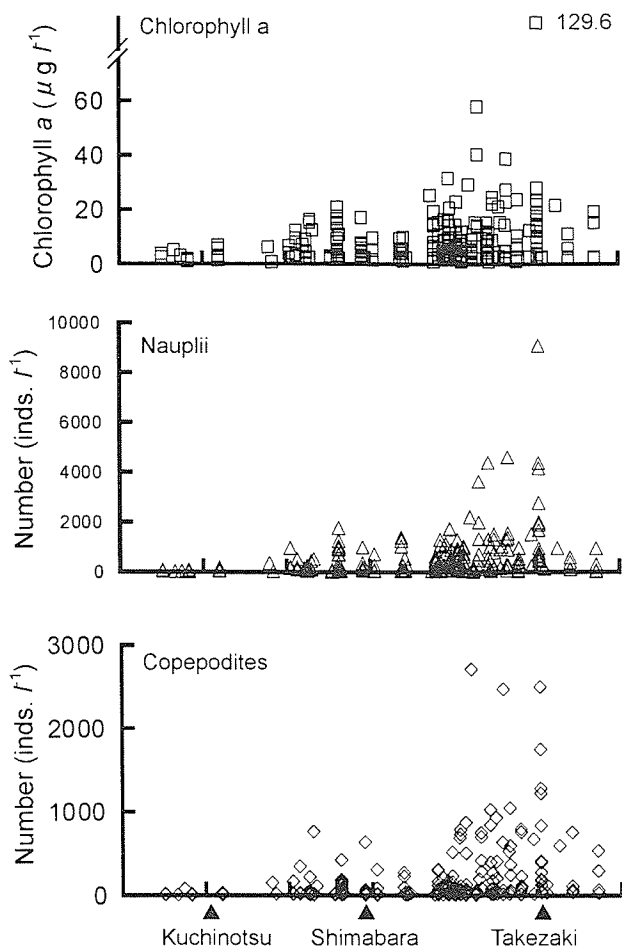 Chlorophyll a
129.6
Chlorophyll a (μg l⁻¹)
60
40
20
0
Nauplii
Number (inds. l⁻¹)
10000
8000
6000
4000
2000
0
Copepodites
Number (inds. l⁻¹)
3000
2000
1000
0
Kuchinotsu Shimabara Takezaki